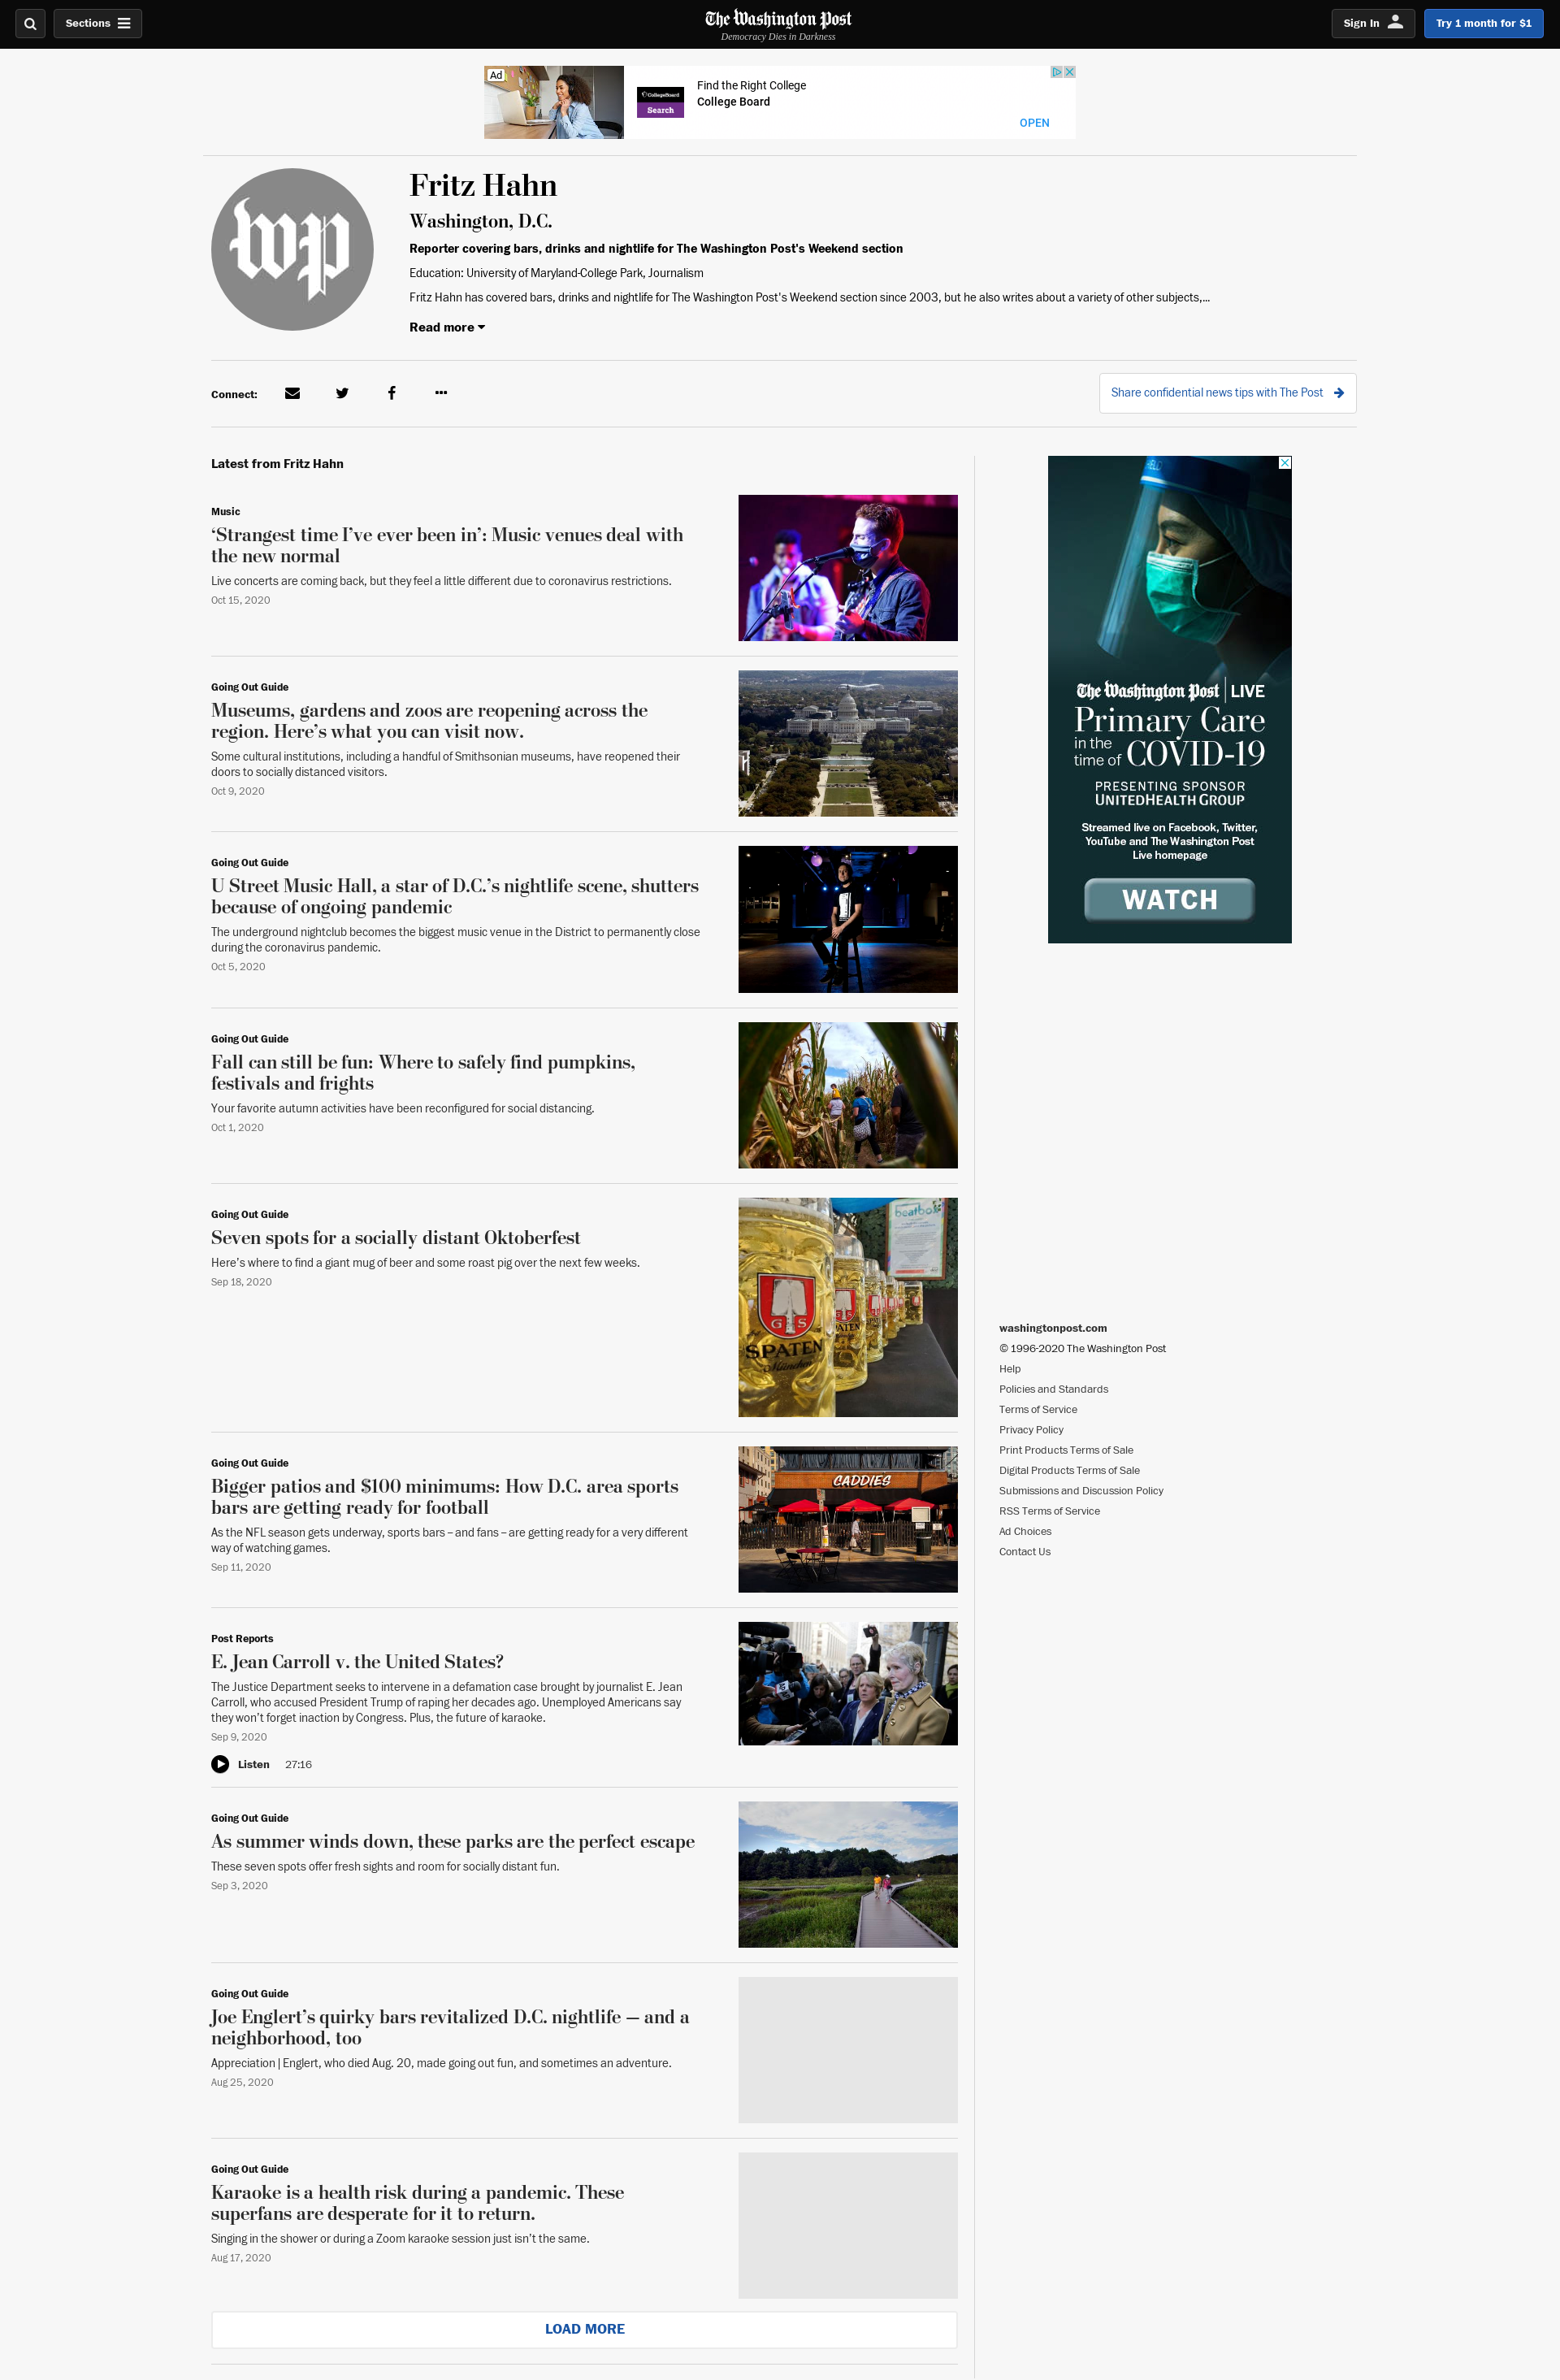 Sections
The Washington Post
Democracy Dies in Darkness
Sign In
Try 1 month for $1
Ad
CollegeBoard
Search
Find the Right College
College Board
OPEN
wp
Fritz Hahn
Washington, D.C.
Reporter covering bars, drinks and nightlife for The Washington Post's Weekend section
Education: University of Maryland-College Park, Journalism
Fritz Hahn has covered bars, drinks and nightlife for The Washington Post's Weekend section since 2003, but he also writes about a variety of other subjects,...
Read more
Connect:
Share confidential news tips with The Post
Latest from Fritz Hahn
Music
‘Strangest time I’ve ever been in’: Music venues deal with
the new normal
Live concerts are coming back, but they feel a little different due to coronavirus restrictions.
Oct 15, 2020
Going Out Guide
Museums, gardens and zoos are reopening across the
region. Here’s what you can visit now.
Some cultural institutions, including a handful of Smithsonian museums, have reopened their
doors to socially distanced visitors.
Oct 9, 2020
Going Out Guide
U Street Music Hall, a star of D.C.’s nightlife scene, shutters
because of ongoing pandemic
The underground nightclub becomes the biggest music venue in the District to permanently close
during the coronavirus pandemic.
Oct 5, 2020
Going Out Guide
Fall can still be fun: Where to safely find pumpkins,
festivals and frights
Your favorite autumn activities have been reconfigured for social distancing.
Oct 1, 2020
Going Out Guide
Seven spots for a socially distant Oktoberfest
Here’s where to find a giant mug of beer and some roast pig over the next few weeks.
Sep 18, 2020
beatbox
G S
SPATEN
München
SPATEN
Going Out Guide
Bigger patios and $100 minimums: How D.C. area sports
bars are getting ready for football
As the NFL season gets underway, sports bars – and fans – are getting ready for a very different
way of watching games.
Sep 11, 2020
CADDIES
Post Reports
E. Jean Carroll v. the United States?
The Justice Department seeks to intervene in a defamation case brought by journalist E. Jean
Carroll, who accused President Trump of raping her decades ago. Unemployed Americans say
they won’t forget inaction by Congress. Plus, the future of karaoke.
Sep 9, 2020
Listen 27:16
Going Out Guide
As summer winds down, these parks are the perfect escape
These seven spots offer fresh sights and room for socially distant fun.
Sep 3, 2020
Going Out Guide
Joe Englert’s quirky bars revitalized D.C. nightlife — and a
neighborhood, too
Appreciation | Englert, who died Aug. 20, made going out fun, and sometimes an adventure.
Aug 25, 2020
Going Out Guide
Karaoke is a health risk during a pandemic. These
superfans are desperate for it to return.
Singing in the shower or during a Zoom karaoke session just isn’t the same.
Aug 17, 2020
LOAD MORE
The Washington Post LIVE
Primary Care
in the
time of COVID-19
PRESENTING SPONSOR
UNITEDHEALTH GROUP
Streamed live on Facebook, Twitter,
YouTube and The Washington Post
Live homepage
WATCH
washingtonpost.com
© 1996-2020 The Washington Post
Help
Policies and Standards
Terms of Service
Privacy Policy
Print Products Terms of Sale
Digital Products Terms of Sale
Submissions and Discussion Policy
RSS Terms of Service
Ad Choices
Contact Us